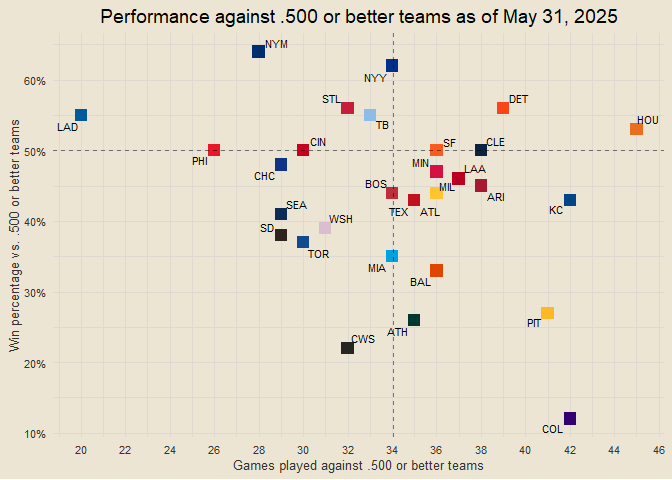 Performance against .500 or better teams as of May 31, 2025
NYM
NYY
60%
STL
DET
LAD
TB
HOU
50%
PHI
CIN
SF
CLE
CHC
MIN
LAA
BOS
MIL
ARI
SEA
TEX
ATL
KC
40%
SD
WSH
TOR
MIA
BAL
30%
PIT
ATH
CWS
20%
COL
10%
20 22 24 26 28 30 32 34 36 38 40 42 44 46
Games played against .500 or better teams
Win percentage vs. .500 or better teams